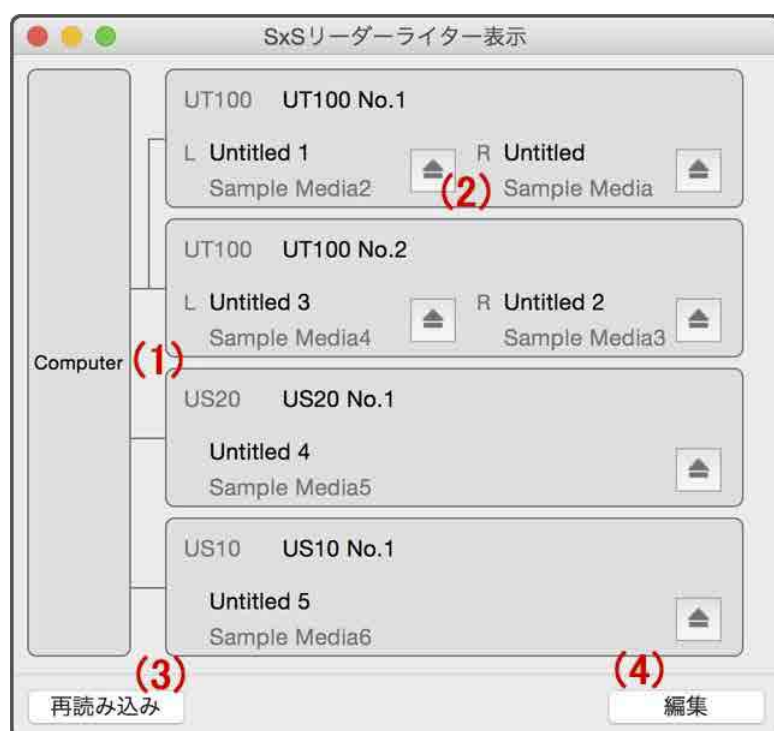 SxSリーダーライター表示
UT100 UT100 No.1
L Untitled 1 R Untitled
Sample Media2 (2) Sample Media
UT100 UT100 No.2
L Untitled 3 R Untitled 2
Sample Media4 Sample Media3
Computer (1)
US20 US20 No.1
Untitled 4
Sample Media5
US10 US10 No.1
Untitled 5
Sample Media6
(3) (4)
再読み込み 編集